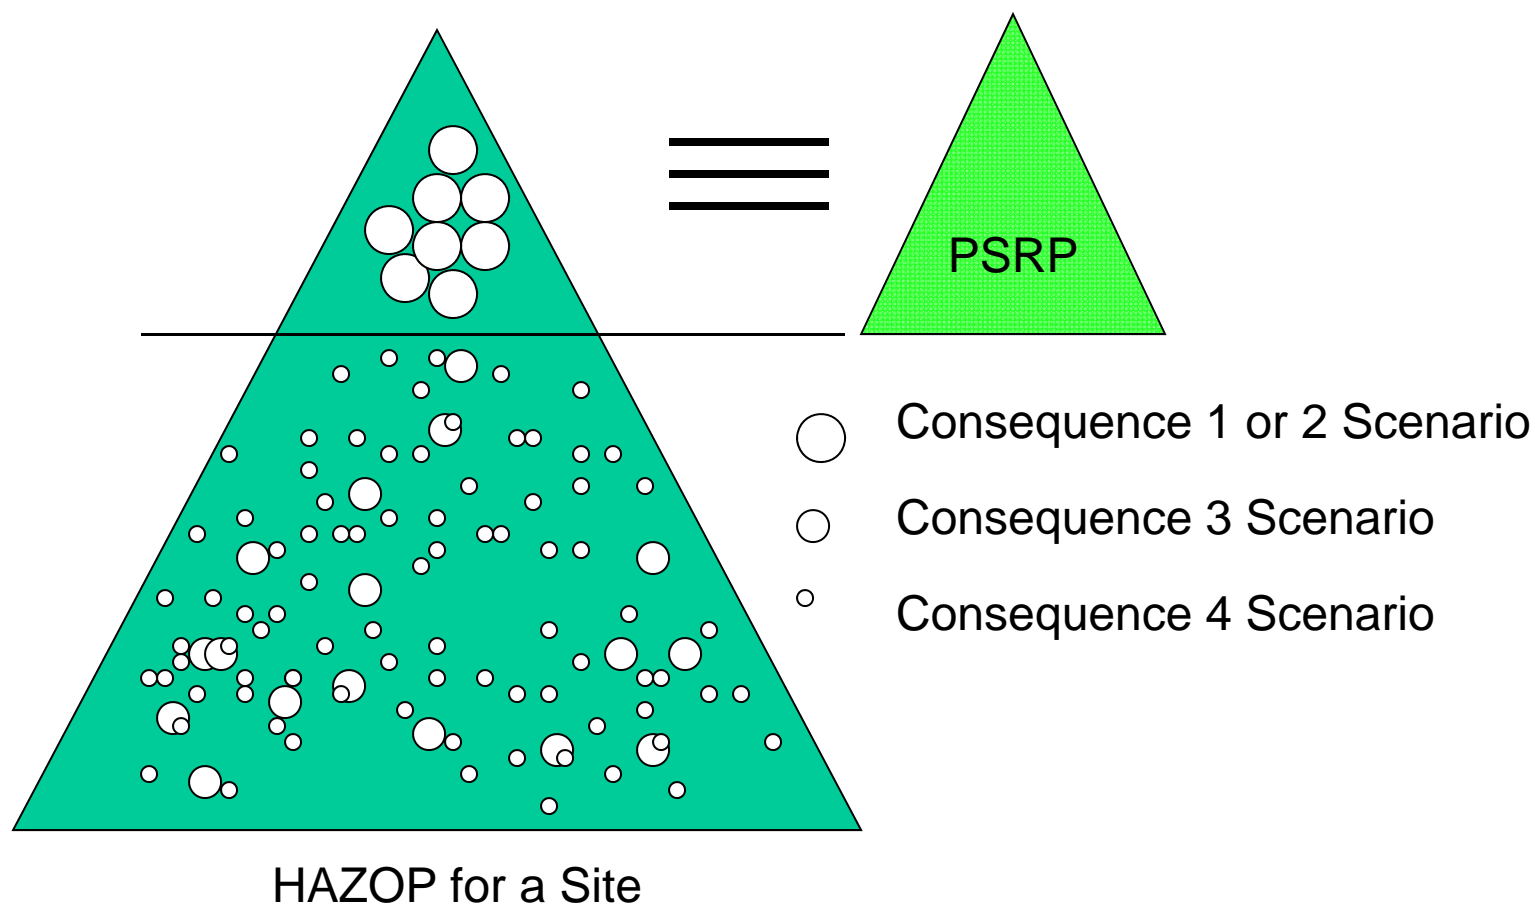 PSRP
Consequence 1 or 2 Scenario
Consequence 3 Scenario
Consequence 4 Scenario
HAZOP for a Site